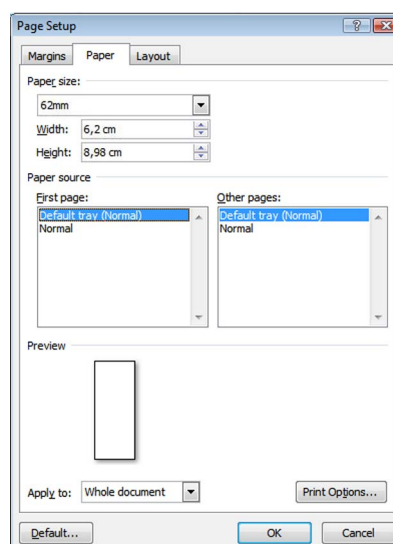 Page Setup
Margins Paper Layout
Paper size:
62mm
Width: 6,2 cm
Height: 8,98 cm
Paper source
First page: Other pages:
Default tray (Normal) Default tray (Normal)
Normal Normal
Preview
Apply to: Whole document Print Options...
Default... OK Cancel